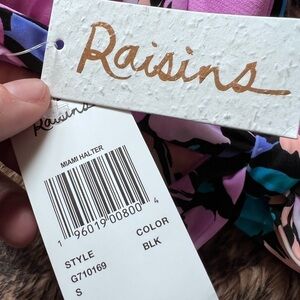 Raisins
Raisins
MIAMI HALTER
1 96019 00800 4
STYLE
G710169
S
COLOR
BLK